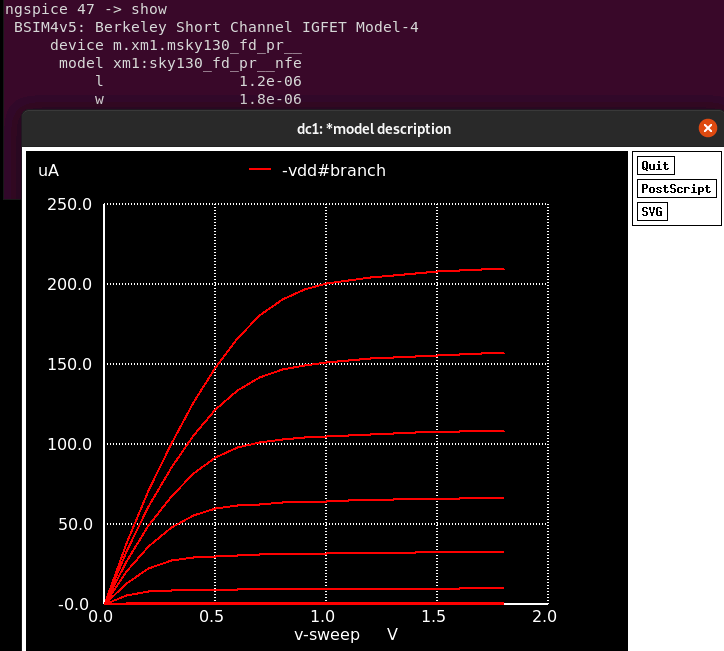 ngspice 47 -> show
BSIM4v5: Berkeley Short Channel IGFET Model-4
device m.xm1.msky130_fd_pr__
model xm1:sky130_fd_pr__nfe
l 1.2e-06
w 1.8e-06
dc1: *model description
uA
-vdd#branch
Quit
PostScript
SVG
250.0
200.0
150.0
100.0
50.0
-0.0
0.0 0.5 1.0 1.5 2.0
v-sweep V